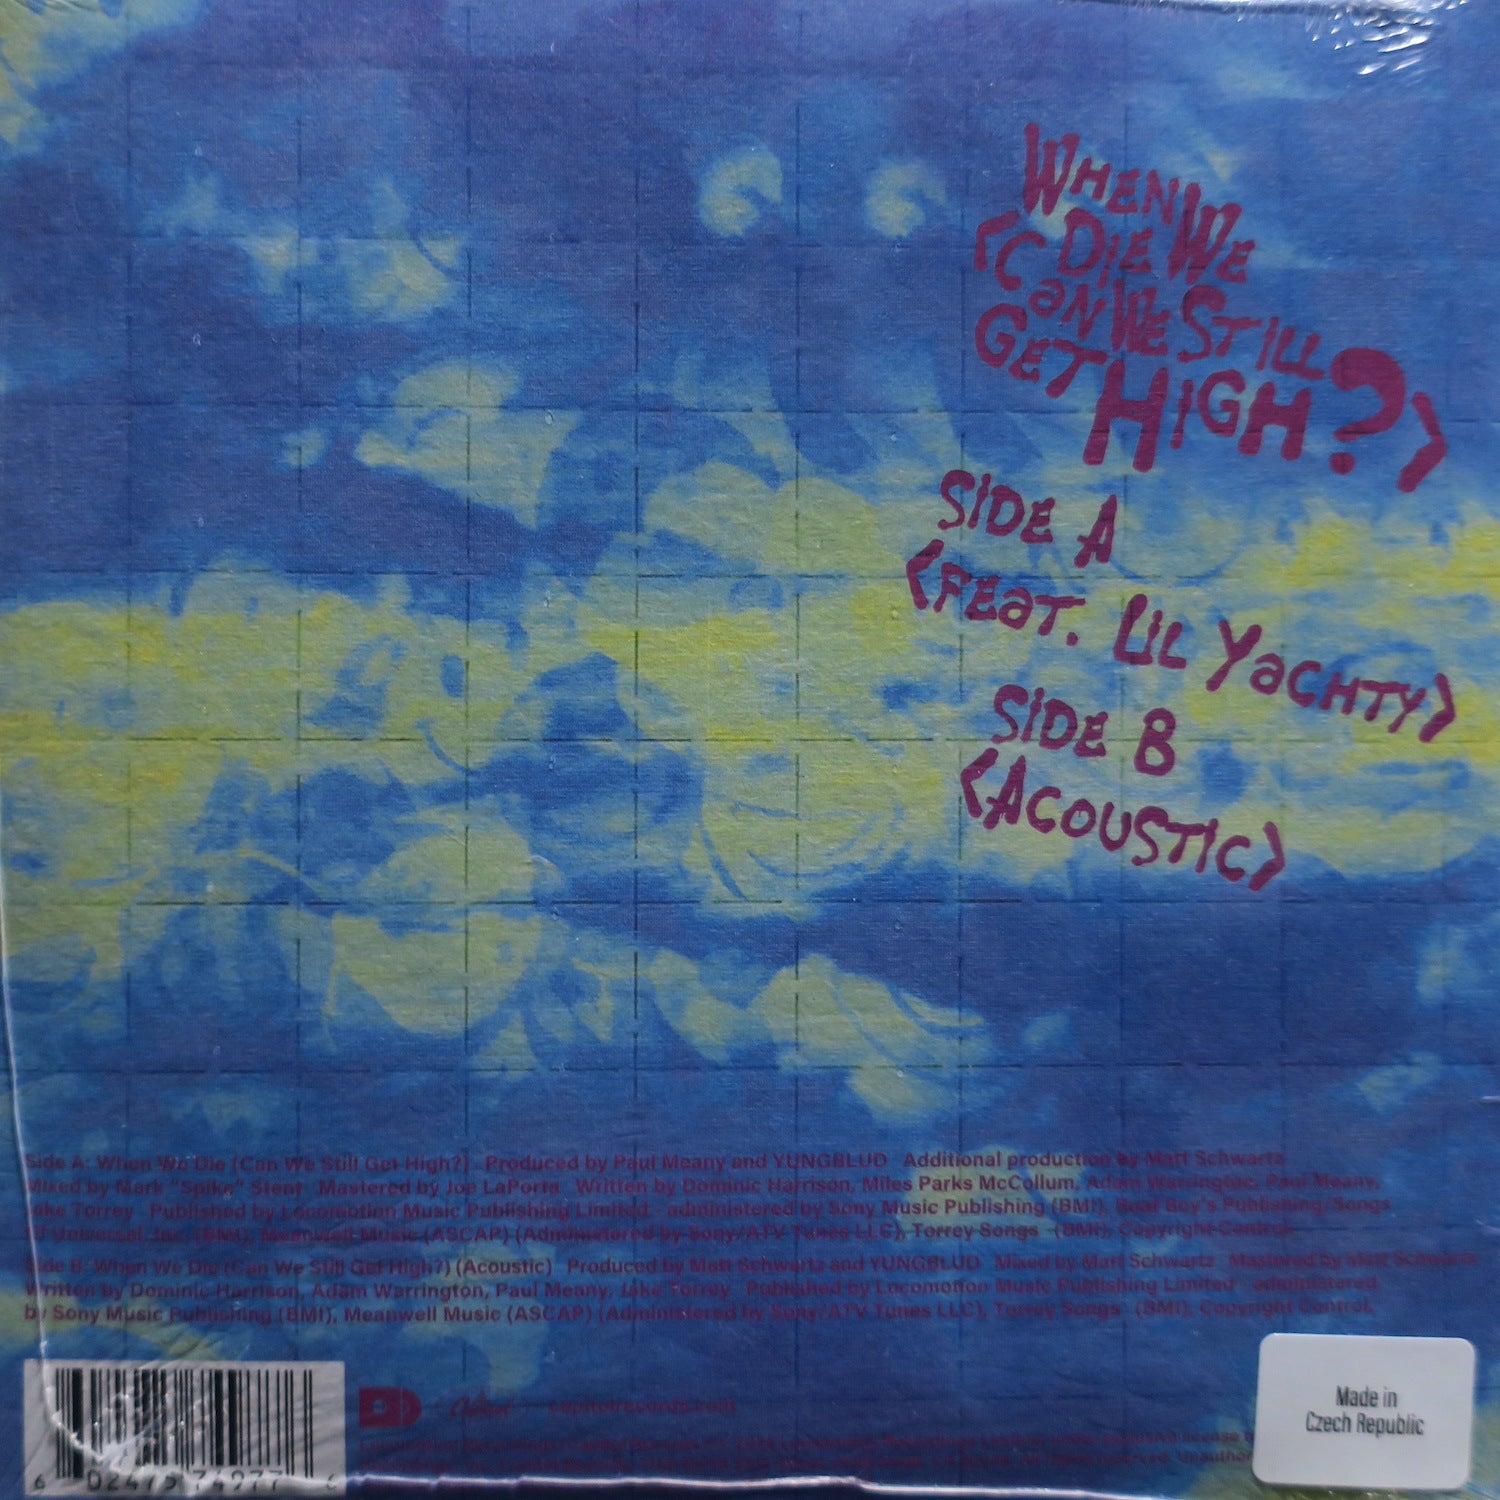 When We
Die We
(Can We Still
Get High?)
Side A
(feat. Lil Yachty)
Side B
(Acoustic)
Side A: When We Die (Can We Still Get High?) Produced by Paul Meany and YUNGBLUD Additional production by Matt Schwartz
Mixed by Mark "Spike" Stent Mastered by Joe LaPorta Written by Dominic Harrison, Miles Parks McCollum, Adam Warrington, Paul Meany,
Jake Torrey Published by Locomotion Music Publishing Limited administered by Sony Music Publishing (BMI), Boat Boy's Publishing/Songs
of Universal, Inc. (BMI), Meanwell Music (ASCAP) (Administered by Sony/ATV Tunes LLC), Torrey Songs (BMI), Copyright Control.
Side B: When We Die (Can We Still Get High?) (Acoustic) Produced by Matt Schwartz and YUNGBLUD Mixed by Matt Schwartz Mastered by Matt Schwartz
Written by Dominic Harrison, Adam Warrington, Paul Meany, Jake Torrey Published by Locomotion Music Publishing Limited administered
by Sony Music Publishing (BMI), Meanwell Music (ASCAP) (Administered by Sony/ATV Tunes LLC), Torrey Songs (BMI), Copyright Control.
Capitol capitolrecords.com
6 02475 74977 6
Made in
Czech Republic